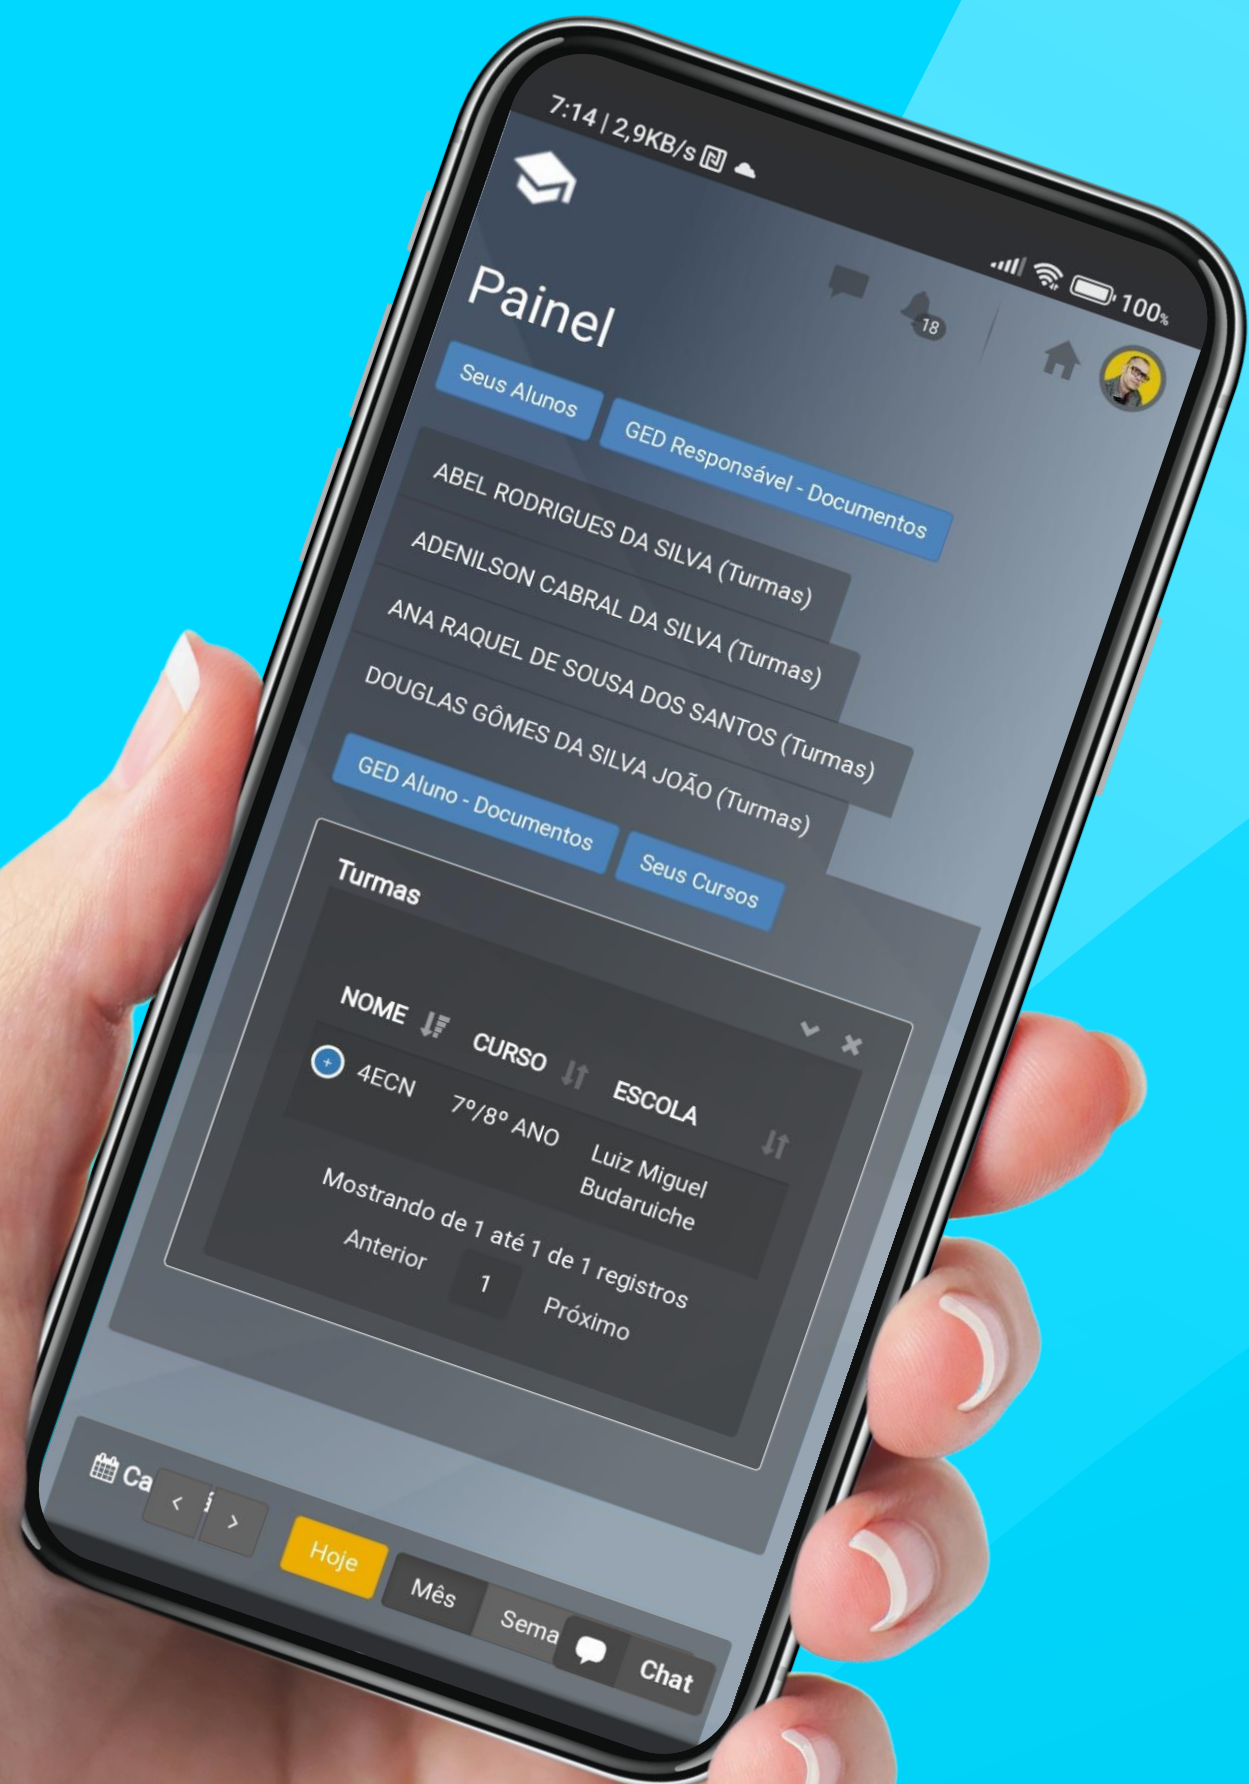 7:14 | 2,9KB/s
100%
18
Painel
Seus Alunos
GED Responsável - Documentos
ABEL RODRIGUES DA SILVA (Turmas)
ADENILSON CABRAL DA SILVA (Turmas)
ANA RAQUEL DE SOUSA DOS SANTOS (Turmas)
DOUGLAS GÔMES DA SILVA JOÃO (Turmas)
GED Aluno - Documentos
Seus Cursos
Turmas
NOME CURSO ESCOLA
4ECN 7º/8º ANO Luiz Miguel
Budaruiche
Mostrando de 1 até 1 de 1 registros
Anterior 1 Próximo
Ca
< >
Hoje
Mês
Sema
Chat